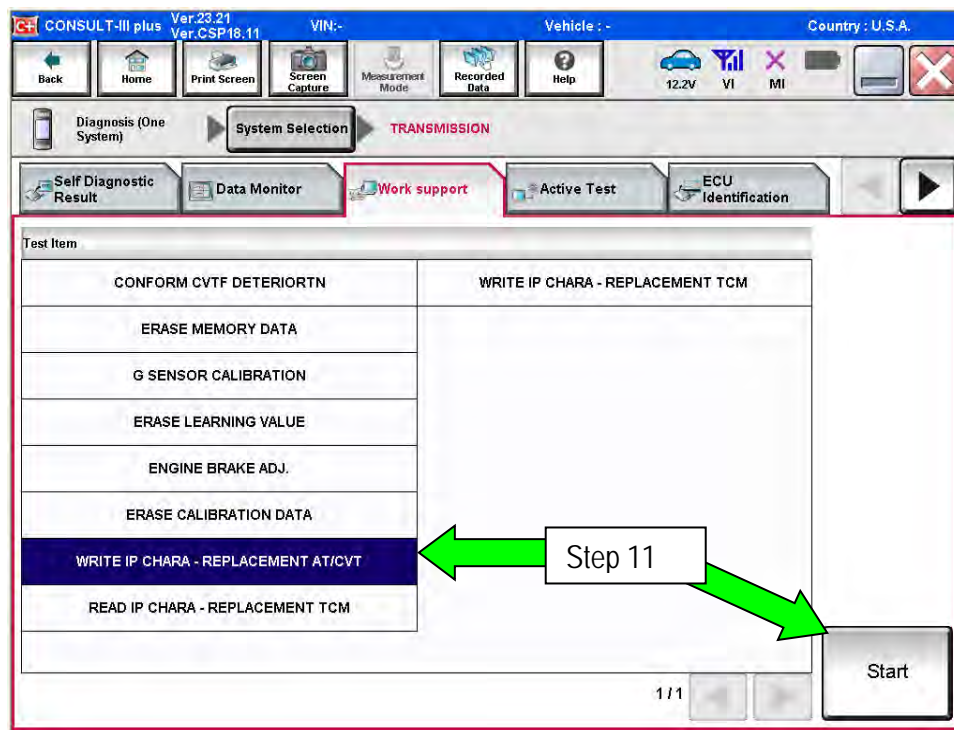 C+ CONSULT-III plus Ver.23.21 VIN:- Vehicle : - Country : U.S.A.
Ver.CSP18.11
Back Home Print Screen Screen Capture Measurement Mode Recorded Data Help 12.2V VI MI
Diagnosis (One System) System Selection TRANSMISSION
Self Diagnostic Result Data Monitor Work support Active Test ECU Identification
Test Item
CONFORM CVTF DETERIORTN WRITE IP CHARA - REPLACEMENT TCM
ERASE MEMORY DATA
G SENSOR CALIBRATION
ERASE LEARNING VALUE
ENGINE BRAKE ADJ.
ERASE CALIBRATION DATA
WRITE IP CHARA - REPLACEMENT AT/CVT
Step 11
READ IP CHARA - REPLACEMENT TCM
Start
1/1